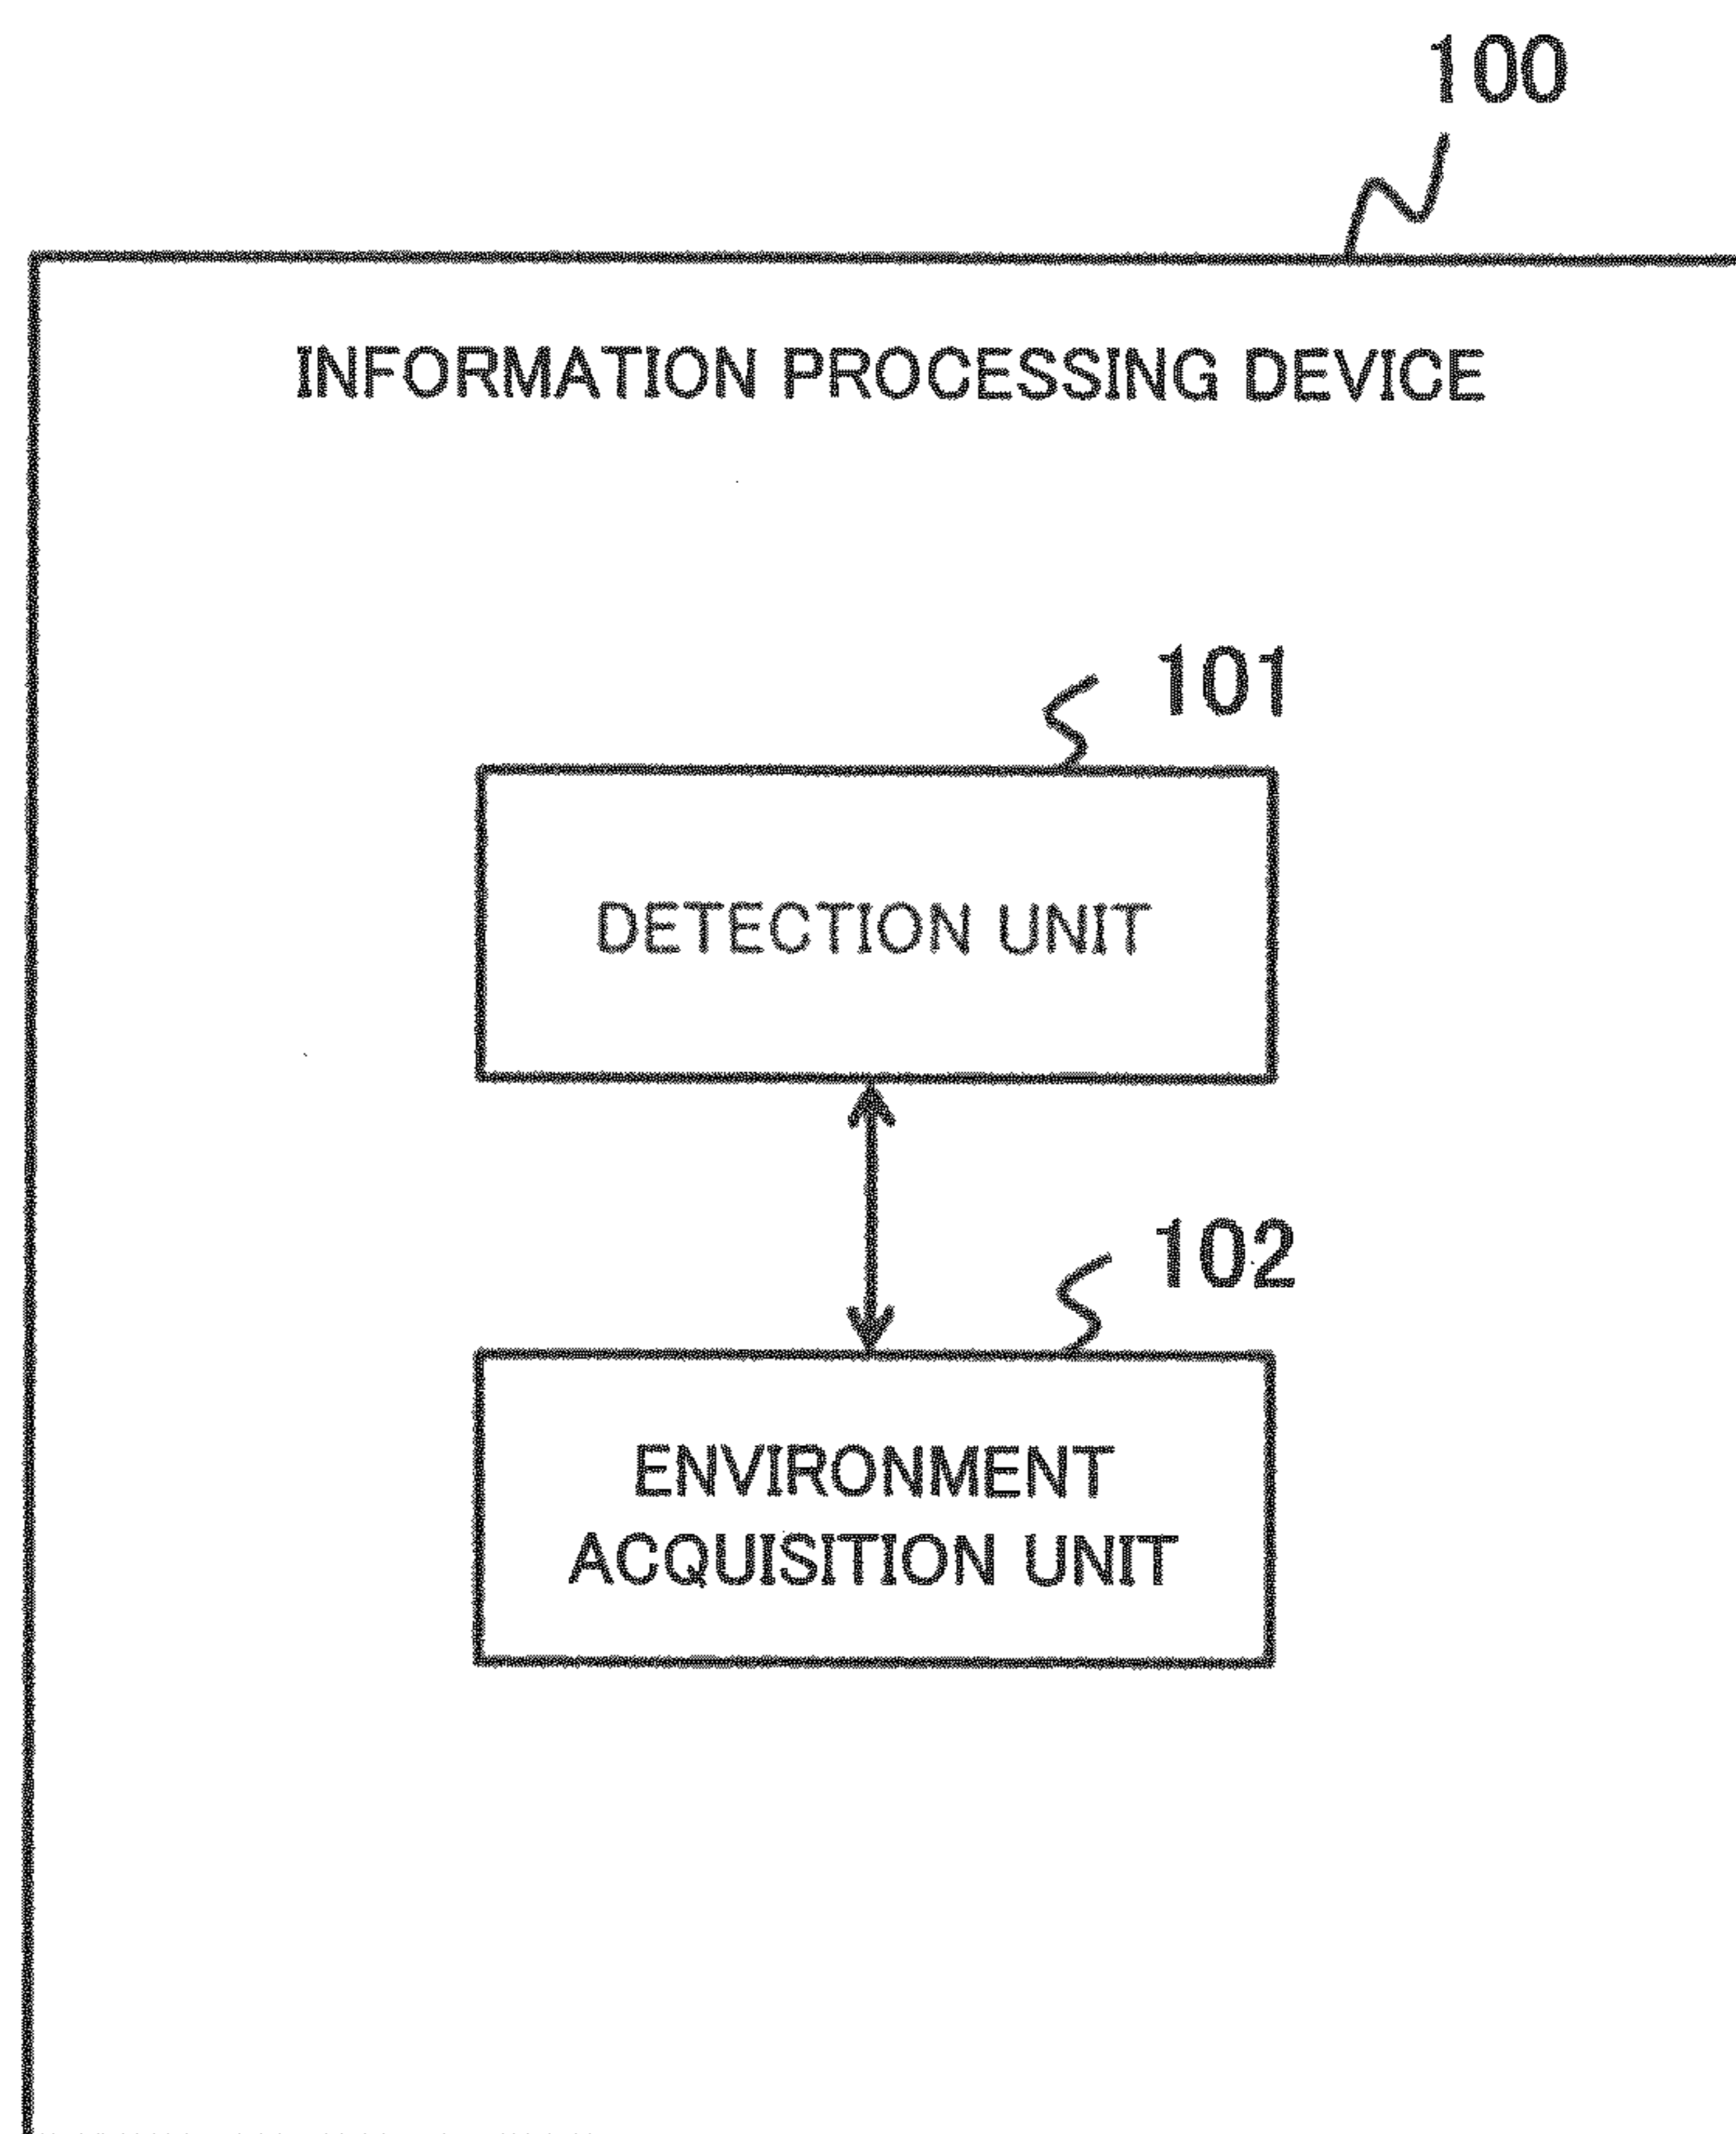 100
INFORMATION PROCESSING DEVICE
101
DETECTION UNIT
102
ENVIRONMENT
ACQUISITION UNIT